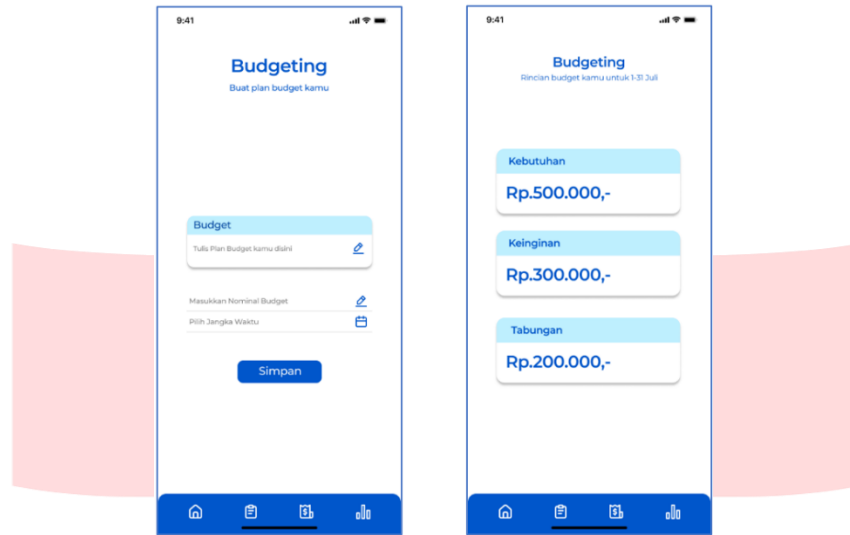 9:41
Budgeting
Buat plan budget kamu
Budget
Tulis Plan Budget kamu disini
Masukkan Nominal Budget
Pilih Jangka Waktu
Simpan
9:41
Budgeting
Rincian budget kamu untuk 1-31 Juli
Kebutuhan
Rp.500.000,-
Keinginan
Rp.300.000,-
Tabungan
Rp.200.000,-